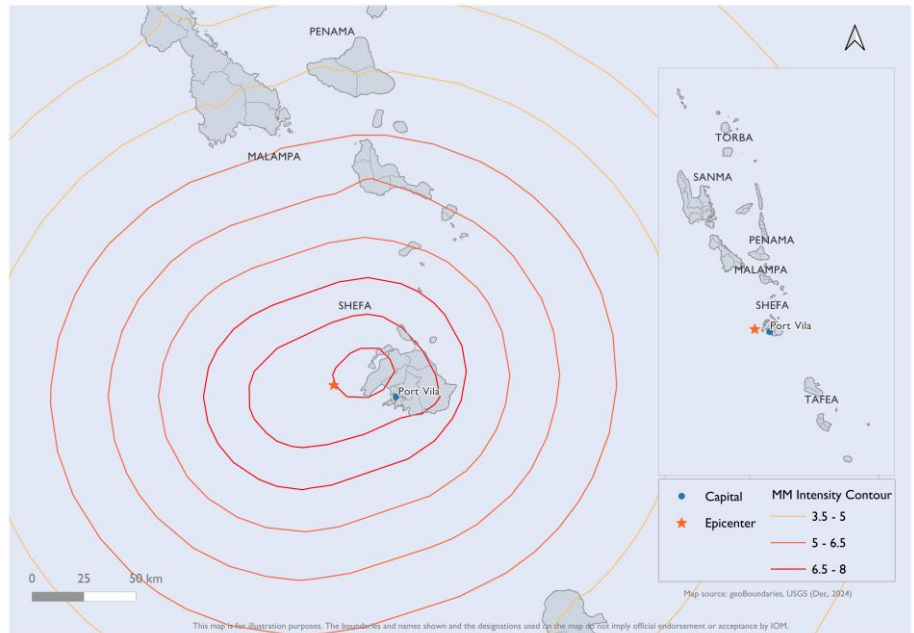 PENAMA
MALAMPA
SHEFA
Port Vila
0 25 50 km
TORBA
SANMA
PENAMA
MALAMPA
SHEFA
Port Vila
TAFEA
Capital
Epicenter
MM Intensity Contour
3.5 - 5
5 - 6.5
6.5 - 8
Map source: geoBoundaries, USGS (Dec, 2024)
This map is for illustration purposes. The boundaries and names shown and the designations used on the map do not imply official endorsement or acceptance by IOM.